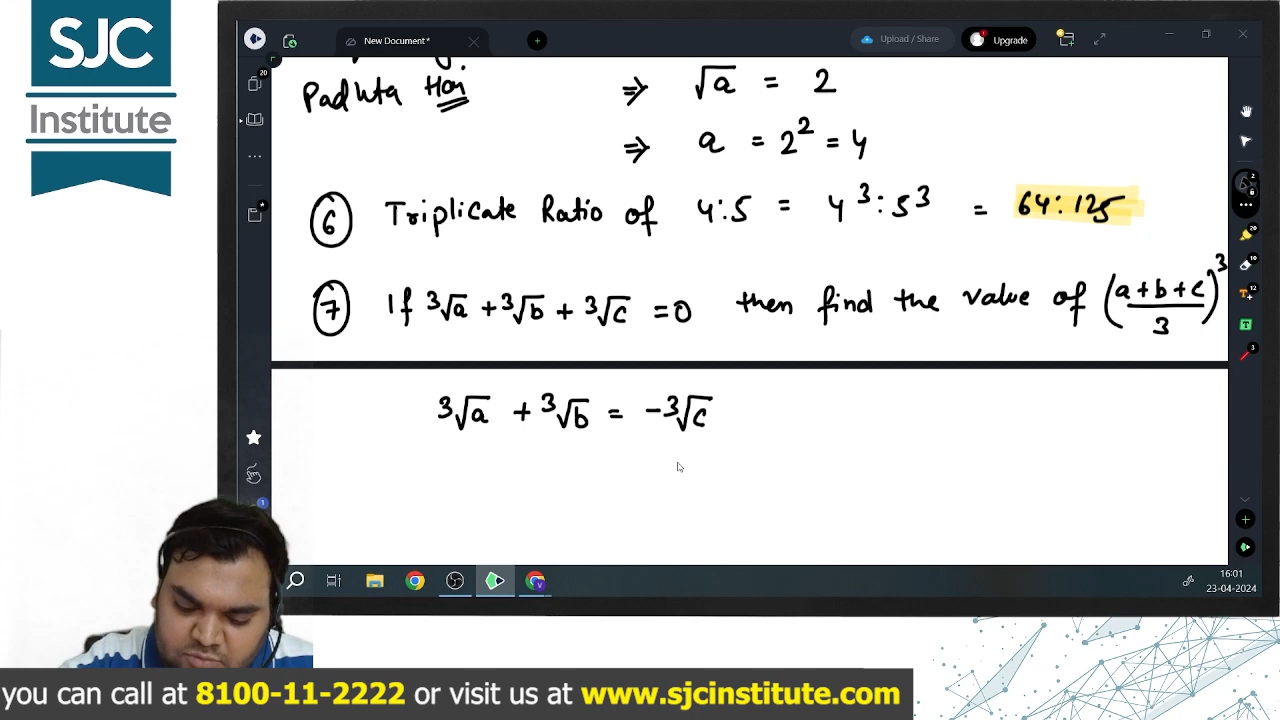 SJC
Institute
New Document*
Upload / Share
Upgrade
Padhta Hai
⇒ √a = 2
⇒ a = 2² = 4
⑥ Triplicate Ratio of 4:5 = 4³:5³ = 64:125
⑦ If ³√a + ³√b + ³√c = 0 then find the value of ((a+b+c)/3)³
³√a + ³√b = -³√c
16:01
23-04-2024
you can call at 8100-11-2222 or visit us at www.sjcinstitute.com